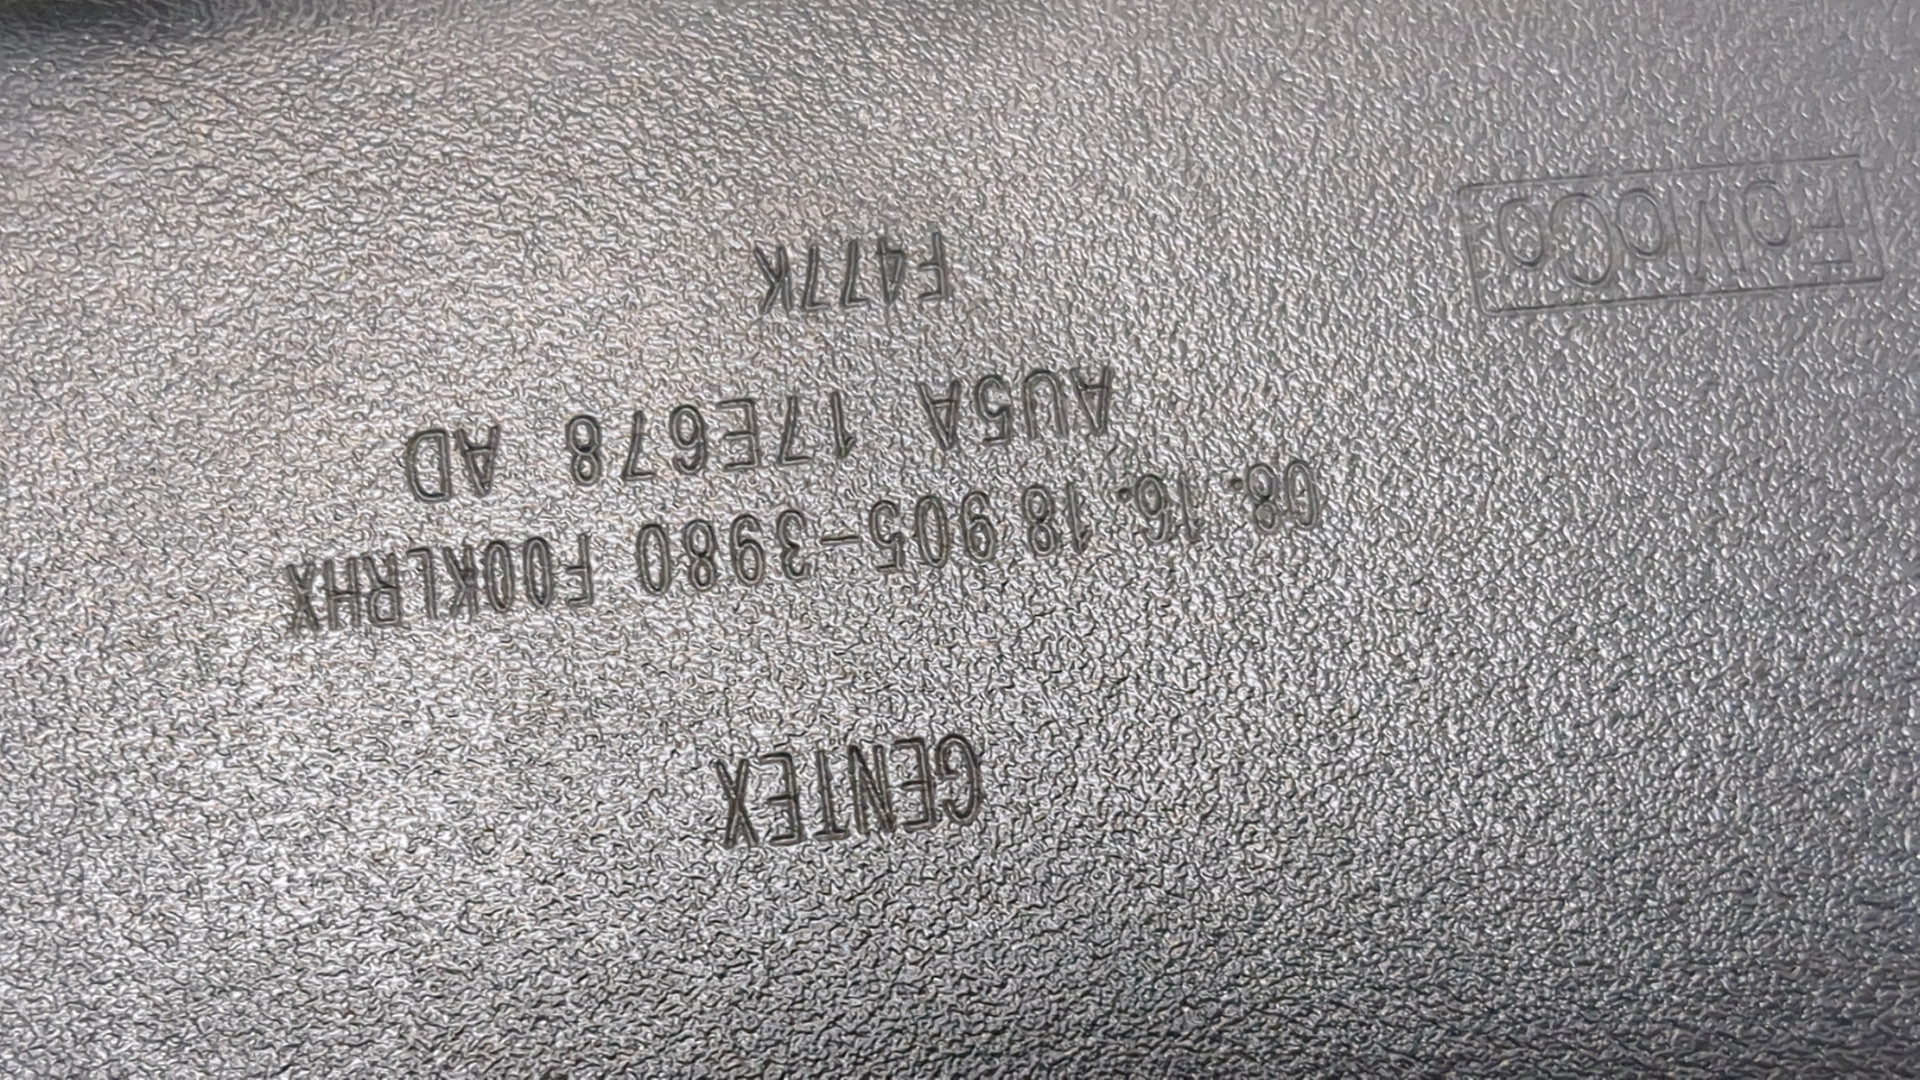 GENTEX
08. 16. 18 905-3980 F00KLRHX
AU5A 17E678 AD
F477K
FoMoCo